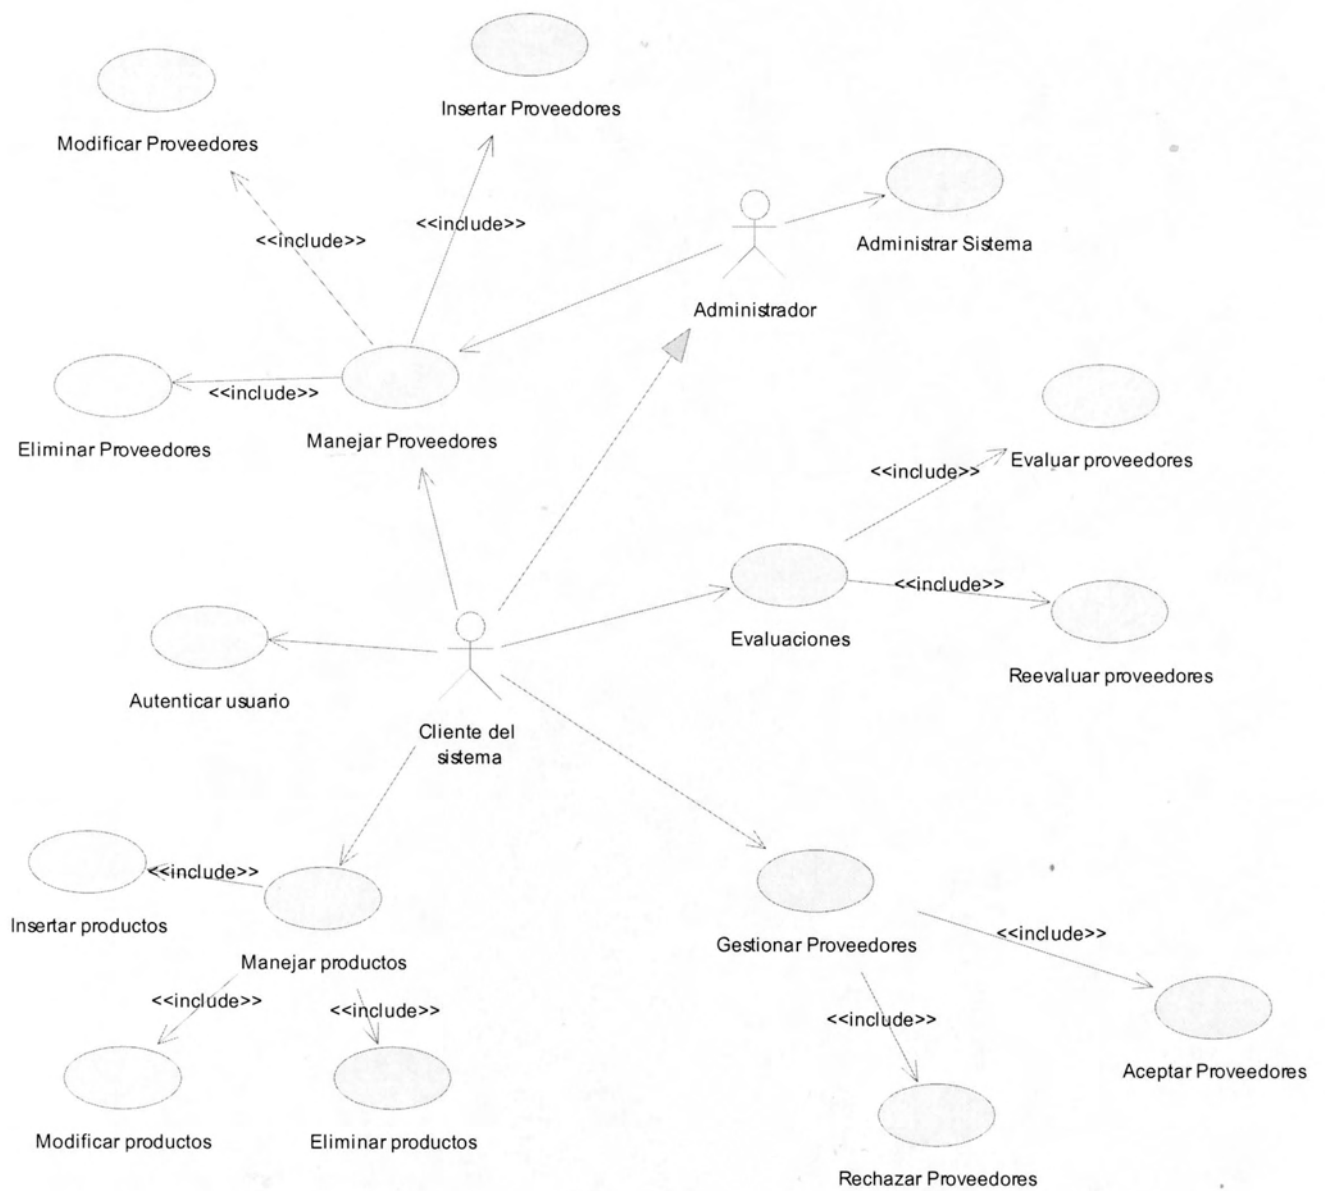 Insertar Proveedores
Modificar Proveedores
<<include>>
<<include>>
Administrar Sistema
Administrador
<<include>>
Eliminar Proveedores
Manejar Proveedores
<<include>>
Evaluar proveedores
<<include>>
Evaluaciones
Reevaluar proveedores
Autenticar usuario
Cliente del
sistema
<<include>>
Insertar productos
Manejar productos
<<include>>
<<include>>
Modificar productos
Eliminar productos
Gestionar Proveedores
<<include>>
<<include>>
Aceptar Proveedores
Rechazar Proveedores